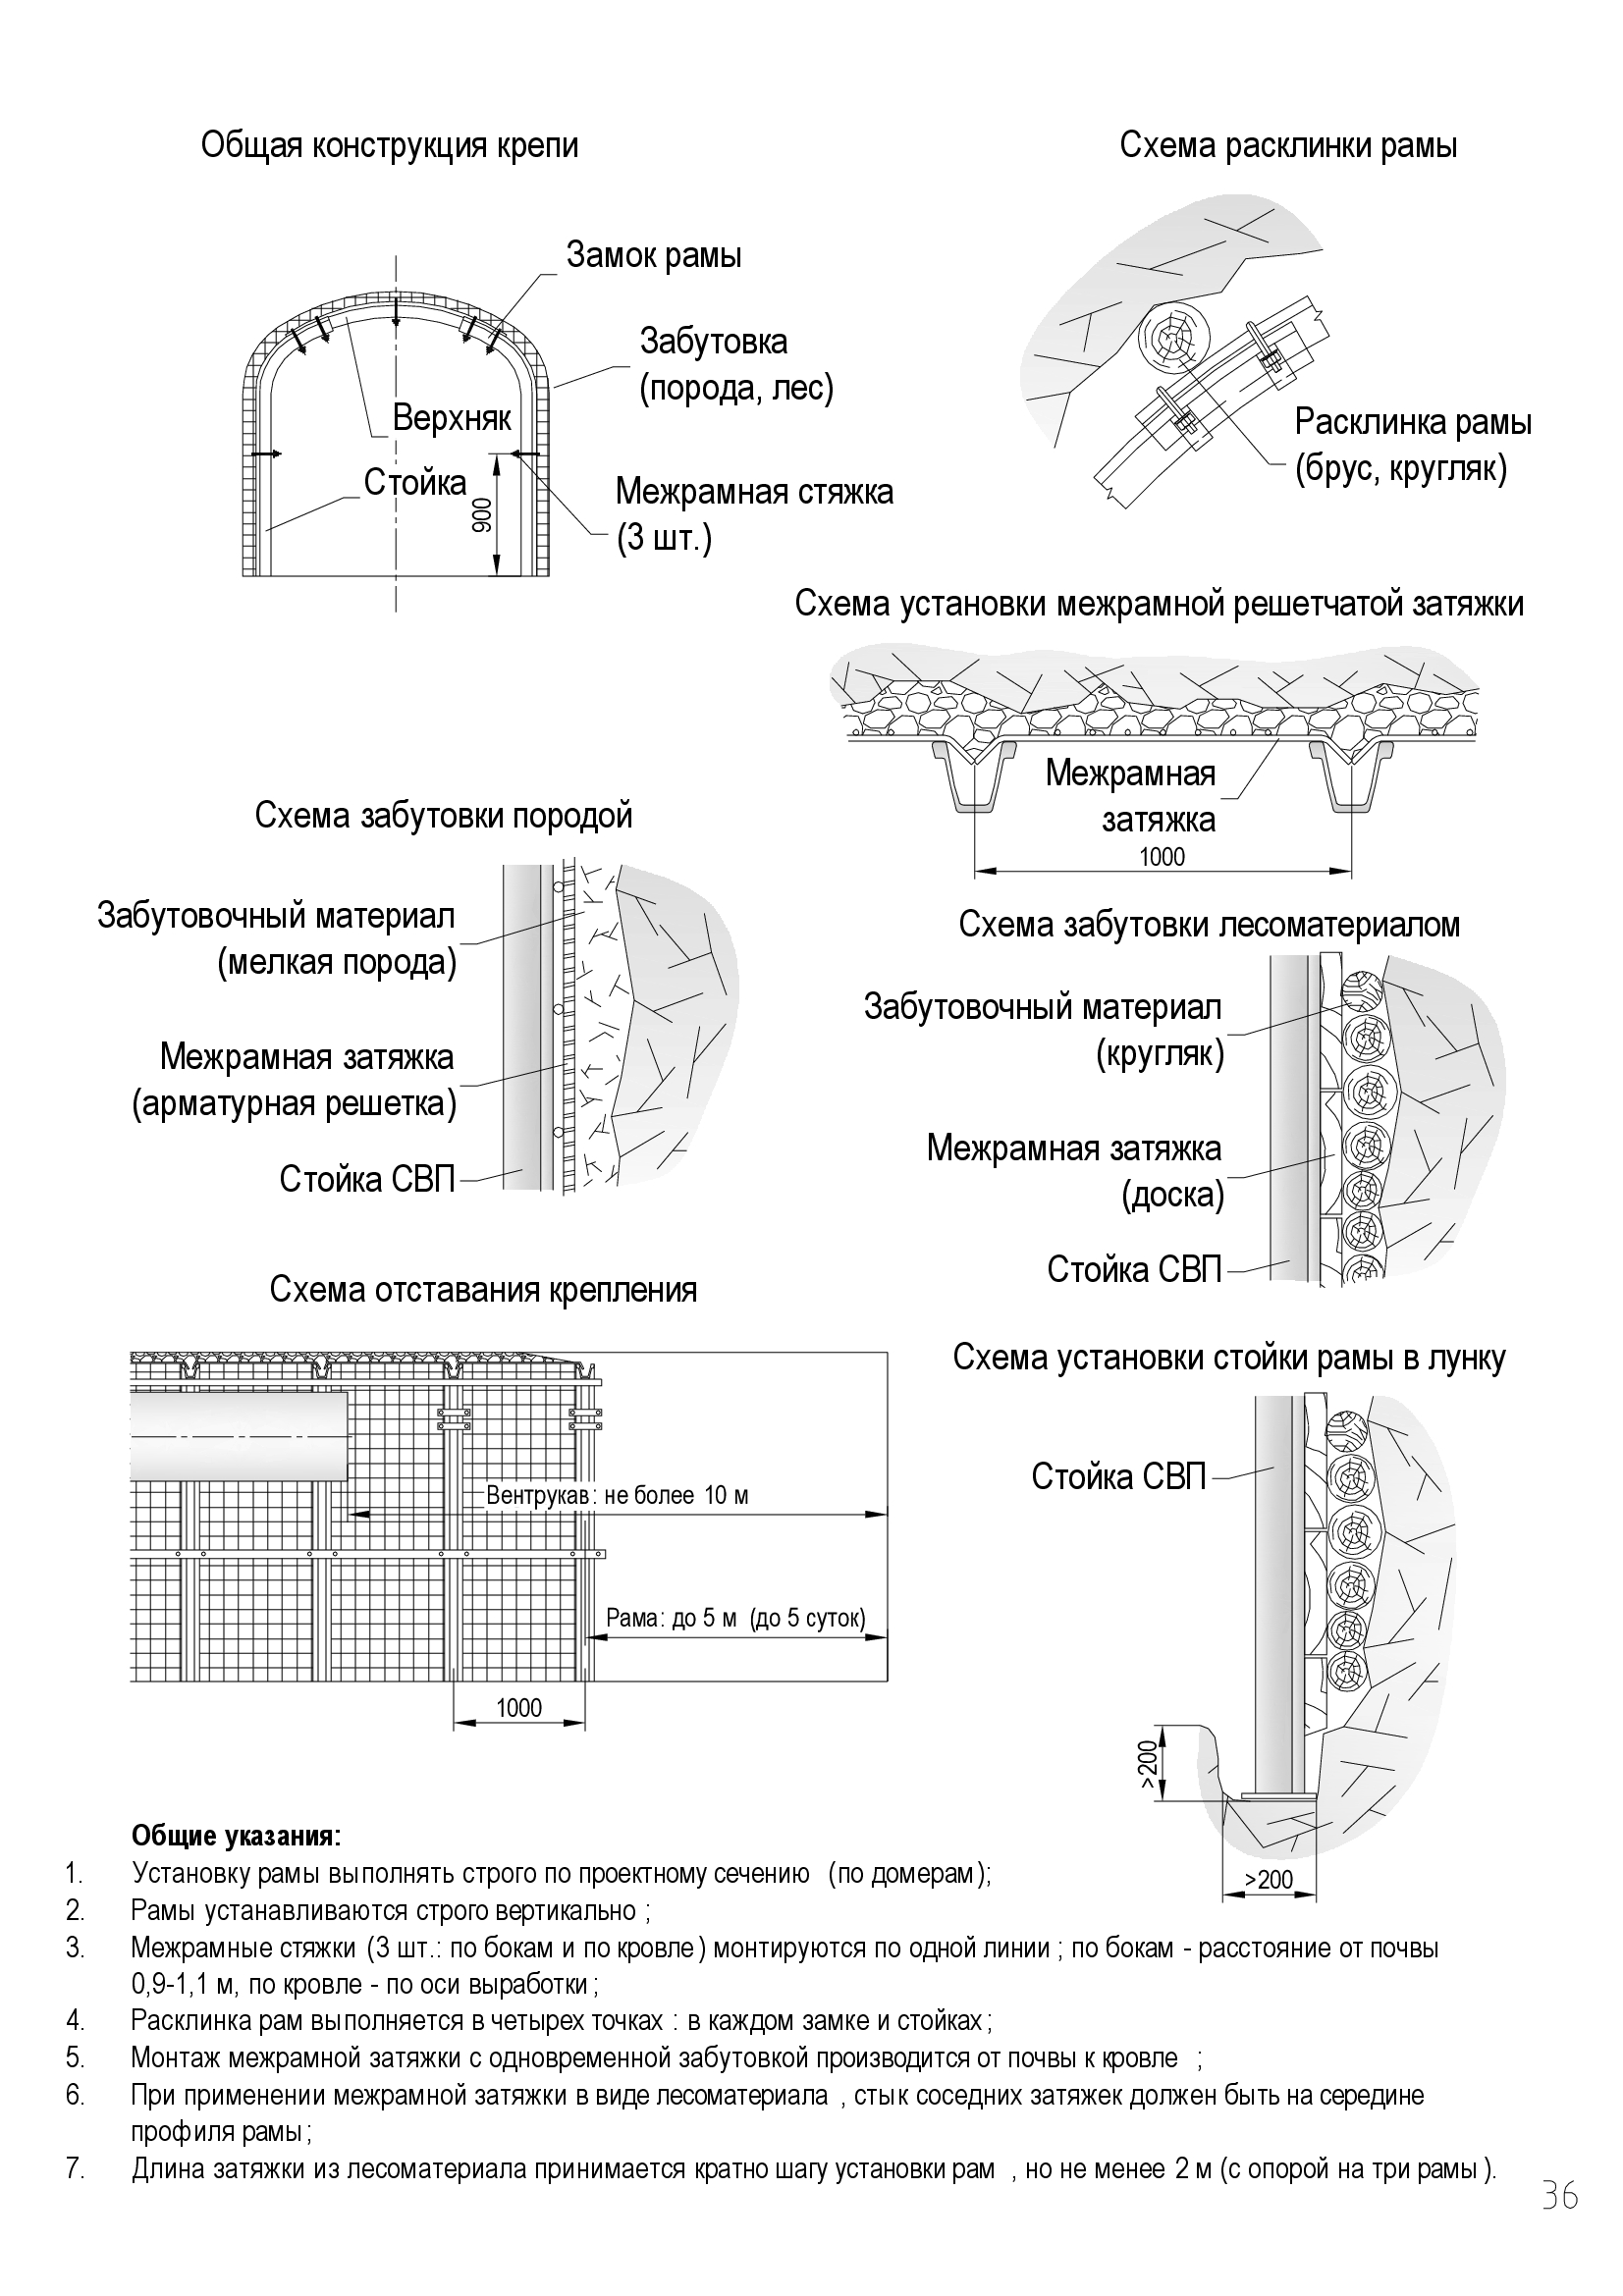 Общая конструкция крепи
Замок рамы
Забутовка
(порода, лес)
Верхняк
Стойка
900
Межрамная стяжка
(3 шт.)
Схема расклинки рамы
Расклинка рамы
(брус, кругляк)
Схема установки межрамной решетчатой затяжки
Межрамная
затяжка
1000
Схема забутовки породой
Забутовочный материал
(мелкая порода)
Межрамная затяжка
(арматурная решетка)
Стойка СВП
Схема забутовки лесоматериалом
Забутовочный материал
(кругляк)
Межрамная затяжка
(доска)
Стойка СВП
Схема отставания крепления
Вентрукав: не более 10 м
Рама: до 5 м (до 5 суток)
1000
Схема установки стойки рамы в лунку
Стойка СВП
>200
>200
Общие указания:
1. Установку рамы выполнять строго по проектному сечению (по домерам);
2. Рамы устанавливаются строго вертикально ;
3. Межрамные стяжки (3 шт.: по бокам и по кровле) монтируются по одной линии ; по бокам - расстояние от почвы
0,9-1,1 м, по кровле - по оси выработки ;
4. Расклинка рам выполняется в четырех точках : в каждом замке и стойках ;
5. Монтаж межрамной затяжки с одновременной забутовкой производится от почвы к кровле ;
6. При применении межрамной затяжки в виде лесоматериала , стык соседних затяжек должен быть на середине
профиля рамы ;
7. Длина затяжки из лесоматериала принимается кратно шагу установки рам , но не менее 2 м (с опорой на три рамы ).
36